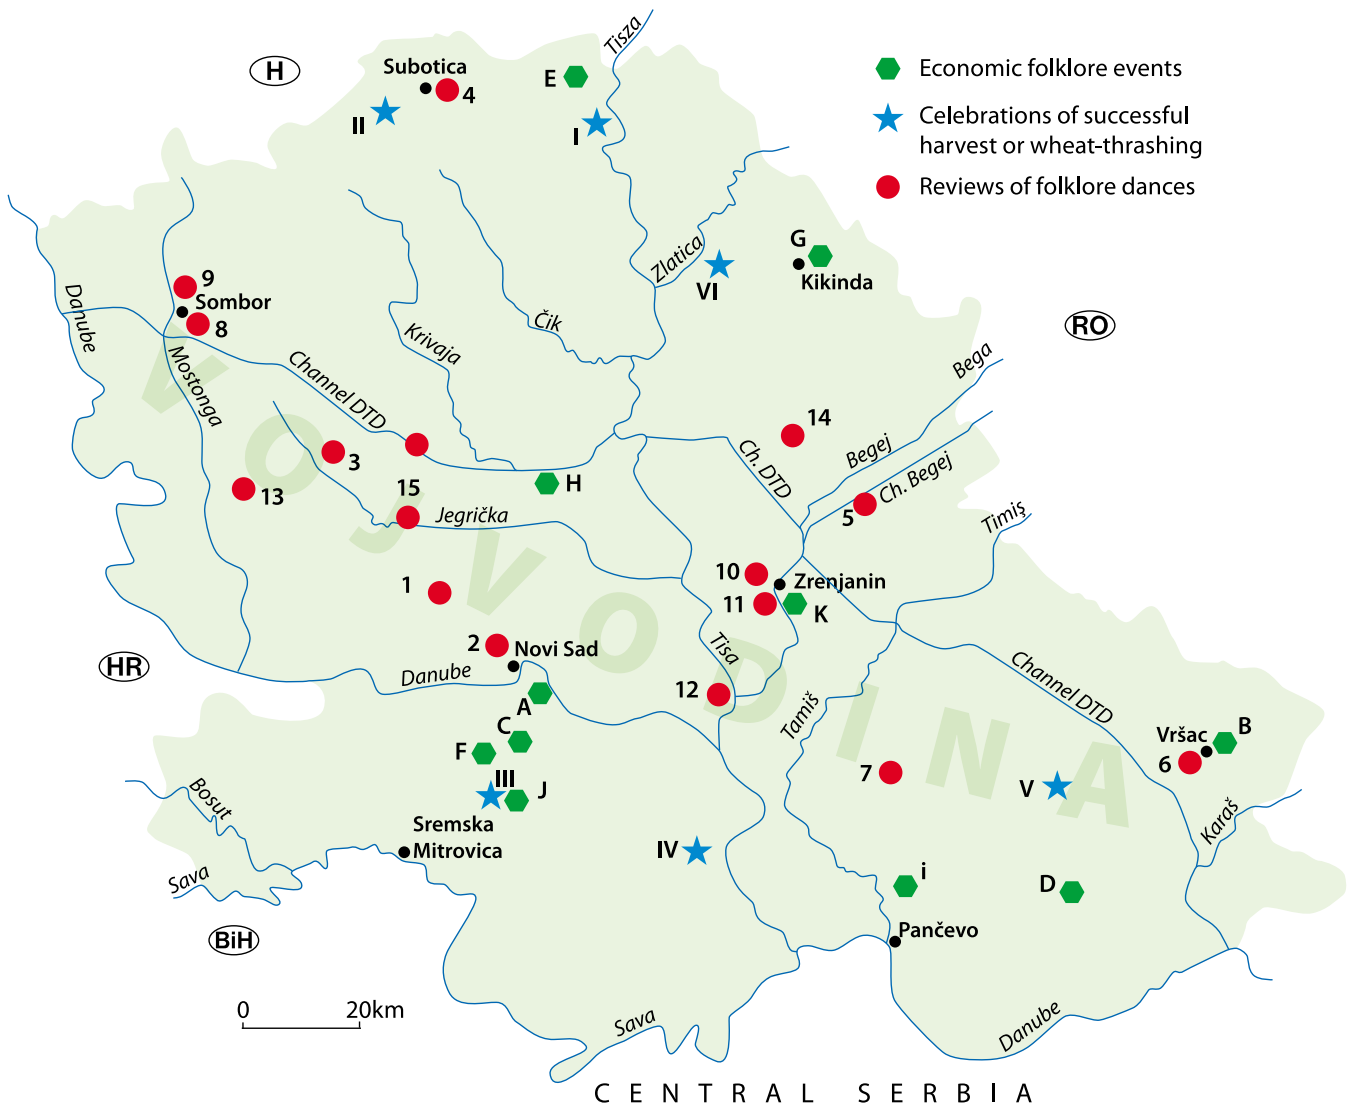 Tisza
H
Subotica
E
4
II
I
Economic folklore events
Celebrations of successful
harvest or wheat-thrashing
Reviews of folklore dances
Zlatica
G
Kikinda
VI
9
Sombor
8
Danube
Mostonga
Channel DTD
Krivaja
Čik
RO
Bega
14
Ch. DTD
Begej
Ch. Begej
5
Timiș
3
13
15
H
Jegrička
1
10
Zrenjanin
11
K
2
Novi Sad
Tisa
HR
Danube
12
A
C
F
III
J
Tamiš
Channel DTD
Vršac
B
6
7
V
Karaš
Bosut
Sremska
Mitrovica
IV
Sava
i
D
BiH
Pančevo
0 20km
Sava
Danube
VOJVODINA
CENTRAL SERBIA